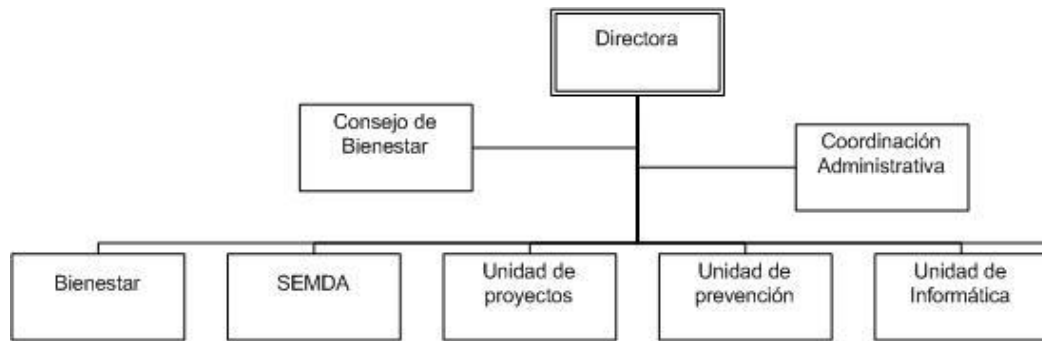 Directora
Consejo de
Bienestar
Coordinación
Administrativa
Bienestar
SEMDA
Unidad de
proyectos
Unidad de
prevención
Unidad de
Informática